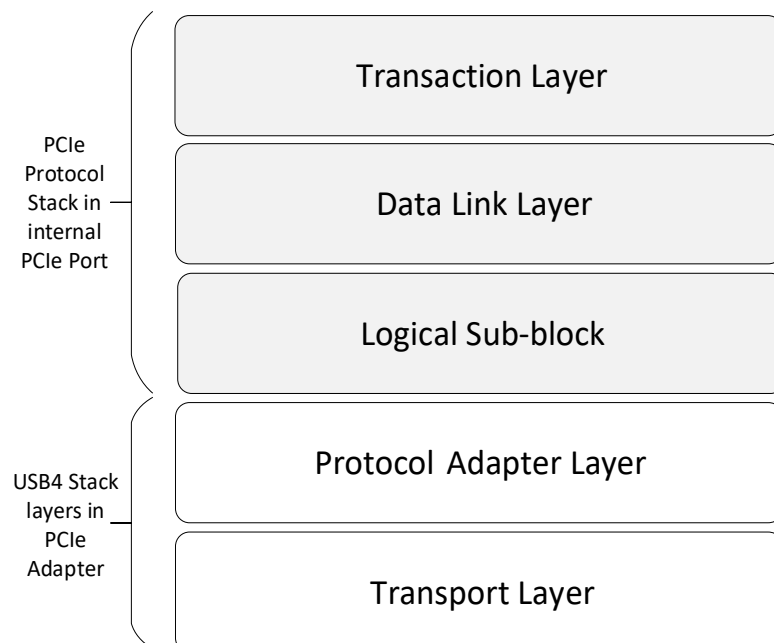 Transaction Layer
PCIe
Protocol
Stack in
internal
PCIe Port
Data Link Layer
Logical Sub-block
Protocol Adapter Layer
USB4 Stack
layers in
PCIe
Adapter
Transport Layer